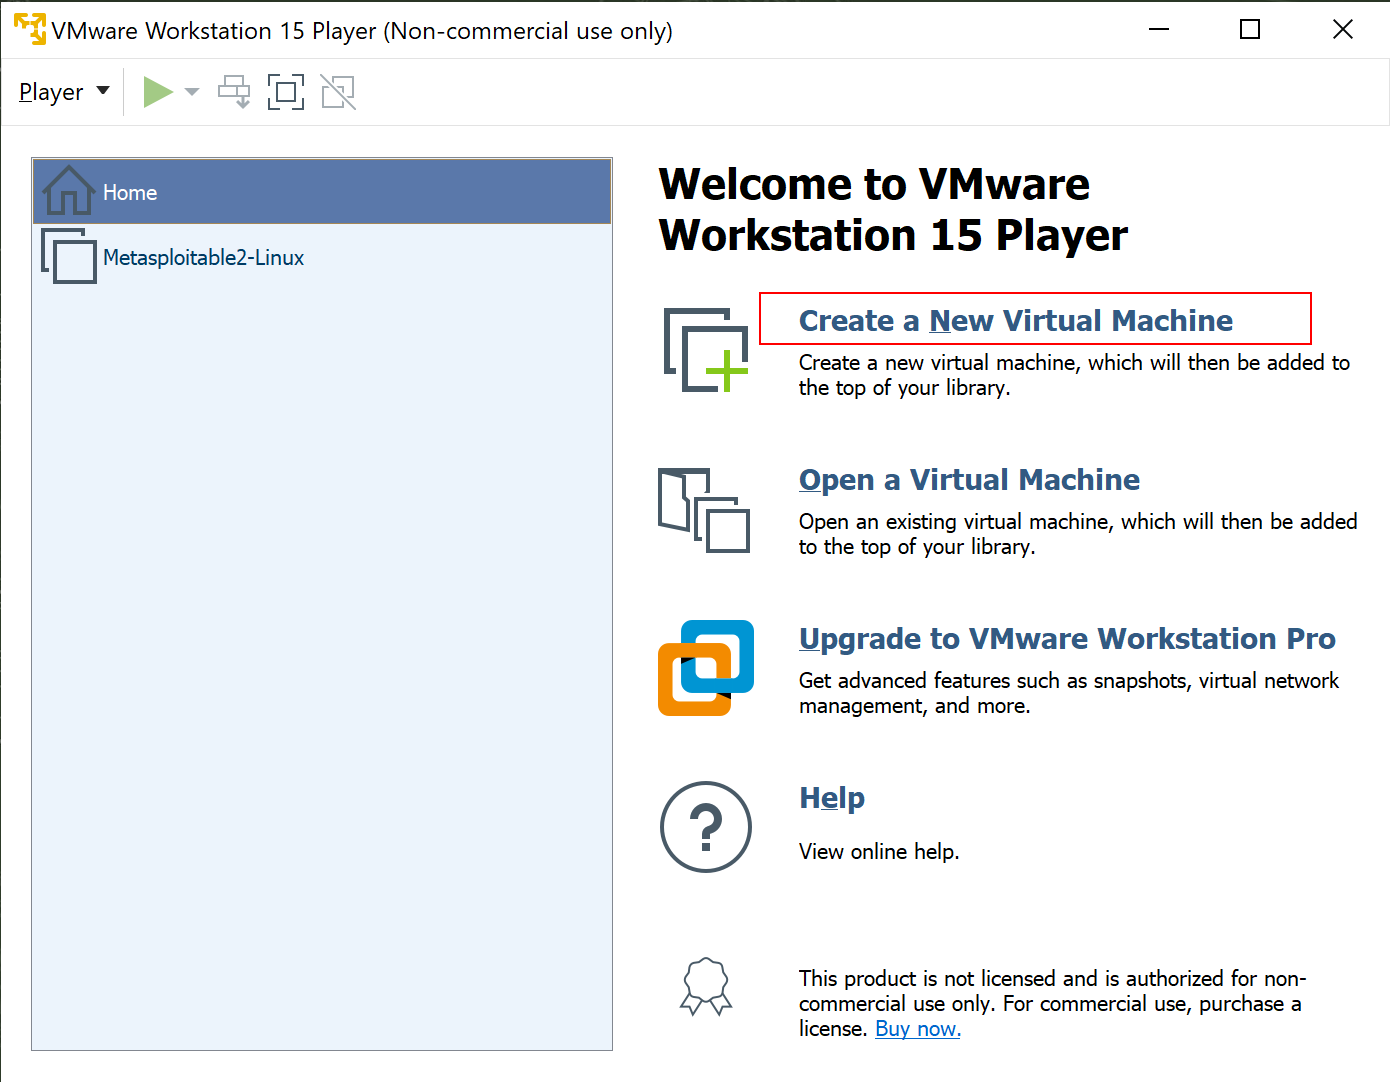 VMware Workstation 15 Player (Non-commercial use only)
Player
Home
Metasploitable2-Linux
Welcome to VMware
Workstation 15 Player
Create a New Virtual Machine
Create a new virtual machine, which will then be added to
the top of your library.
Open a Virtual Machine
Open an existing virtual machine, which will then be added
to the top of your library.
Upgrade to VMware Workstation Pro
Get advanced features such as snapshots, virtual network
management, and more.
Help
View online help.
This product is not licensed and is authorized for non-
commercial use only. For commercial use, purchase a
license. Buy now.